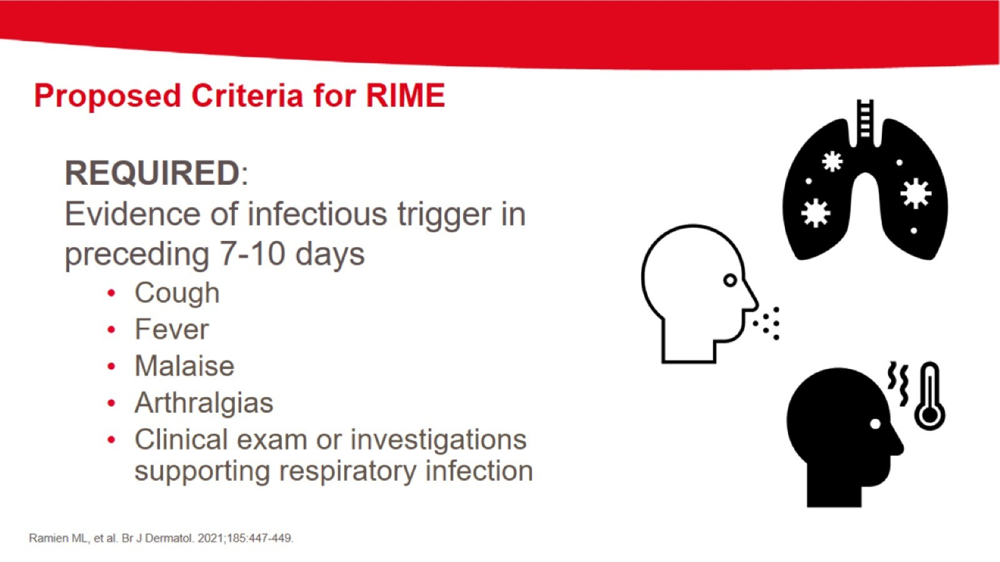 Proposed Criteria for RIME
REQUIRED:
Evidence of infectious trigger in
preceding 7-10 days
• Cough
• Fever
• Malaise
• Arthralgias
• Clinical exam or investigations
supporting respiratory infection
Ramien ML, et al. Br J Dermatol. 2021;185:447-449.